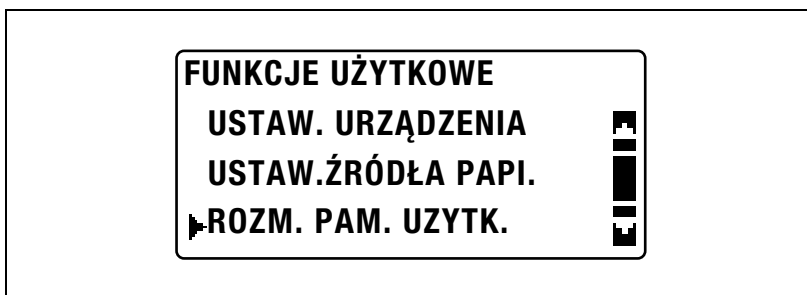 FUNKCJE UŻYTKOWE
USTAW. URZĄDZENIA
USTAW.ŹRÓDŁA PAPI.
ROZM. PAM. UZYTK.